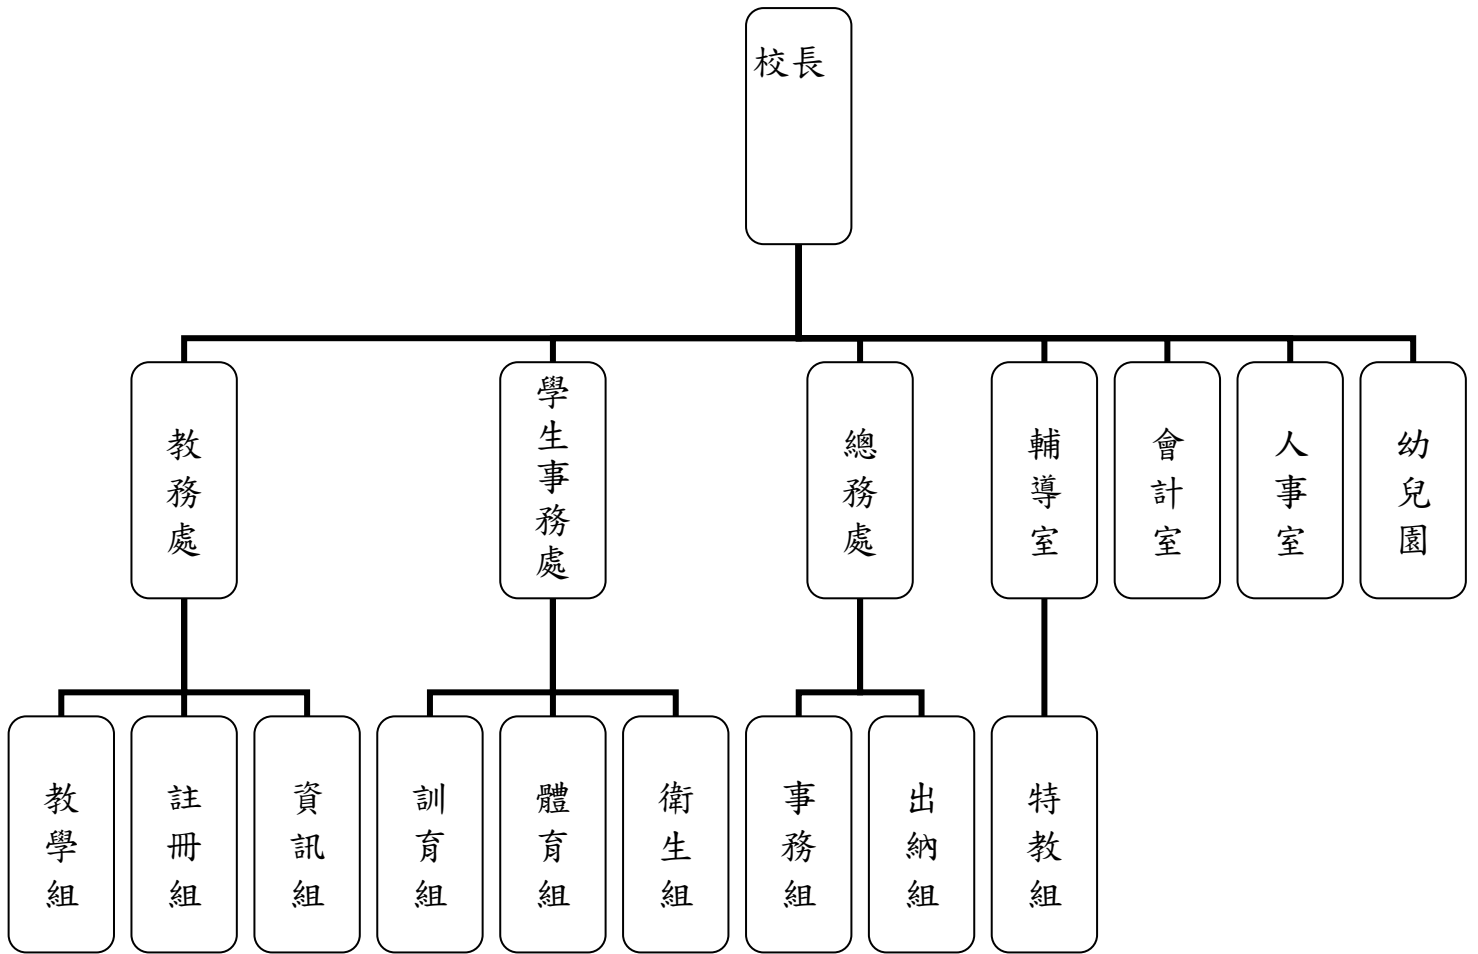 校長
教務處
學生事務處
總務處
輔導室
會計室
人事室
幼兒園
教學組
註冊組
資訊組
訓育組
體育組
衛生組
事務組
出納組
特教組